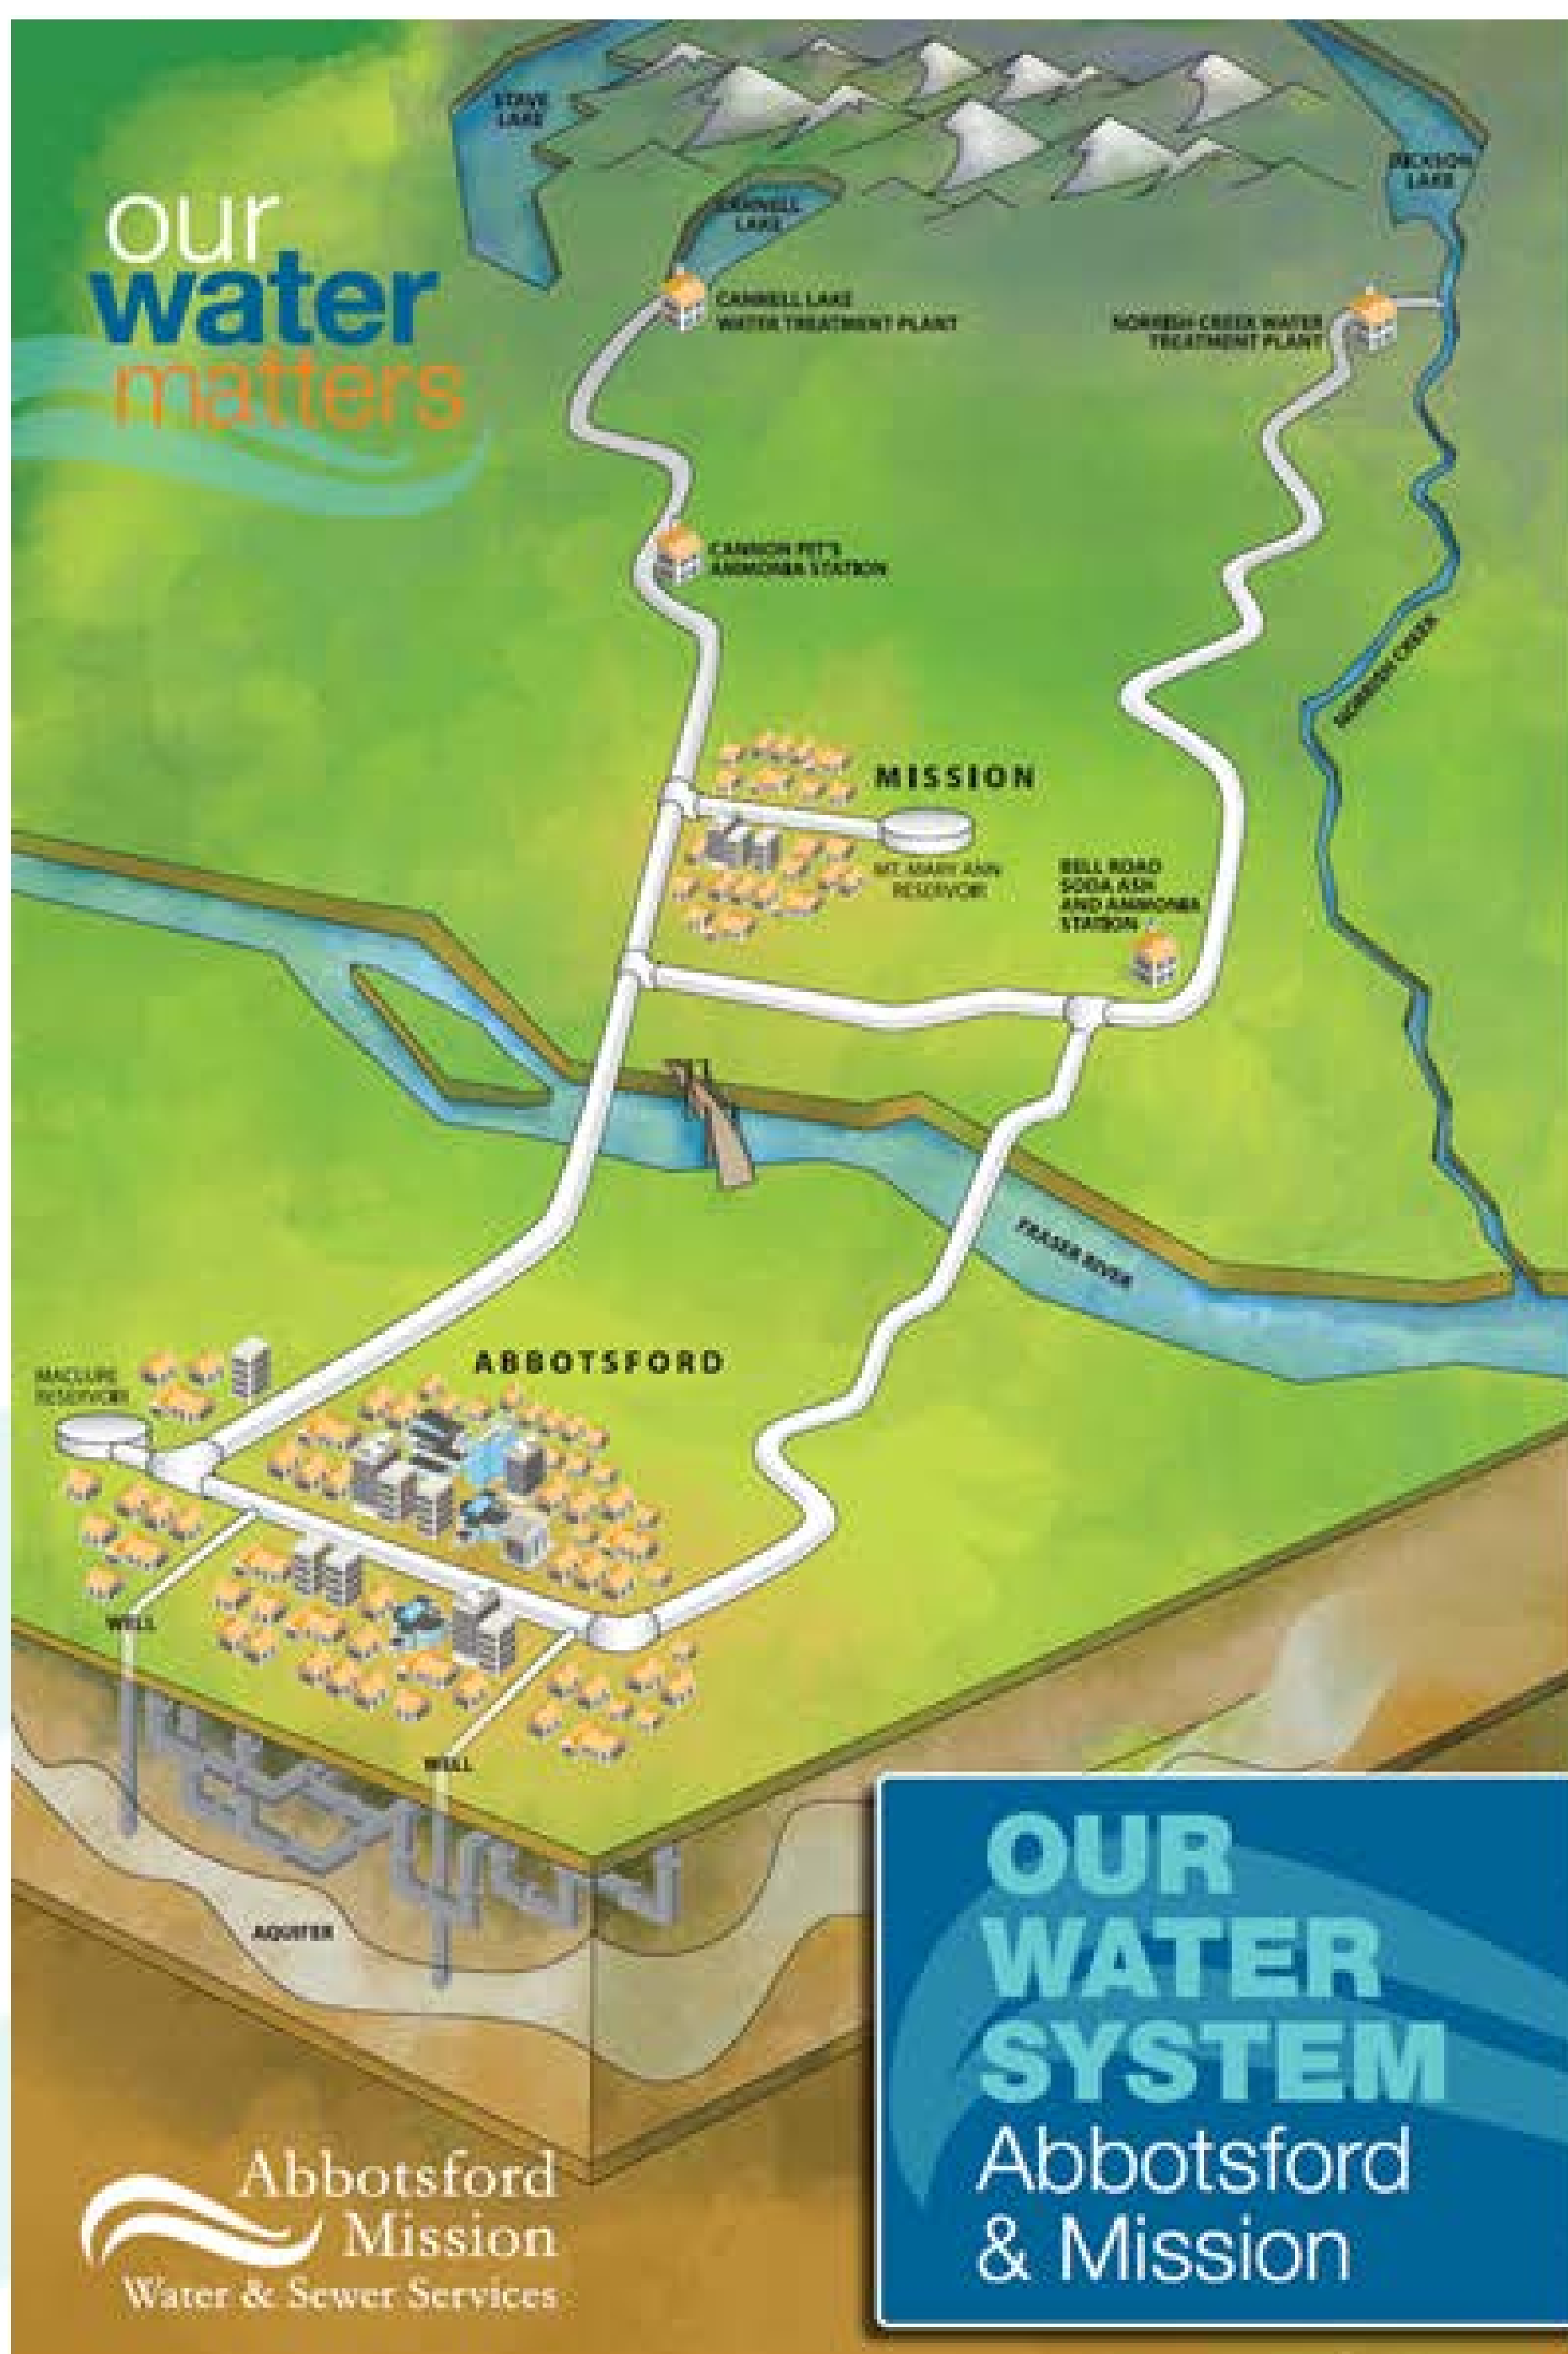 STAVE
LAKE
DICKSON
LAKE
CANNELL
LAKE
our
water
matters
CANNELL LAKE
WATER TREATMENT PLANT
NORRISH CREEK WATER
TREATMENT PLANT
CANNON PIT'S
AMMONIA STATION
NORRISH CREEK
MISSION
MT. MARY ANN
RESERVOIR
BELL ROAD
SODA ASH
AND AMMONIA
STATION
FRASER RIVER
ABBOTSFORD
MACLURE
RESERVOIR
WELL
WELL
AQUIFER
OUR
WATER
SYSTEM
Abbotsford
& Mission
Abbotsford
Mission
Water & Sewer Services